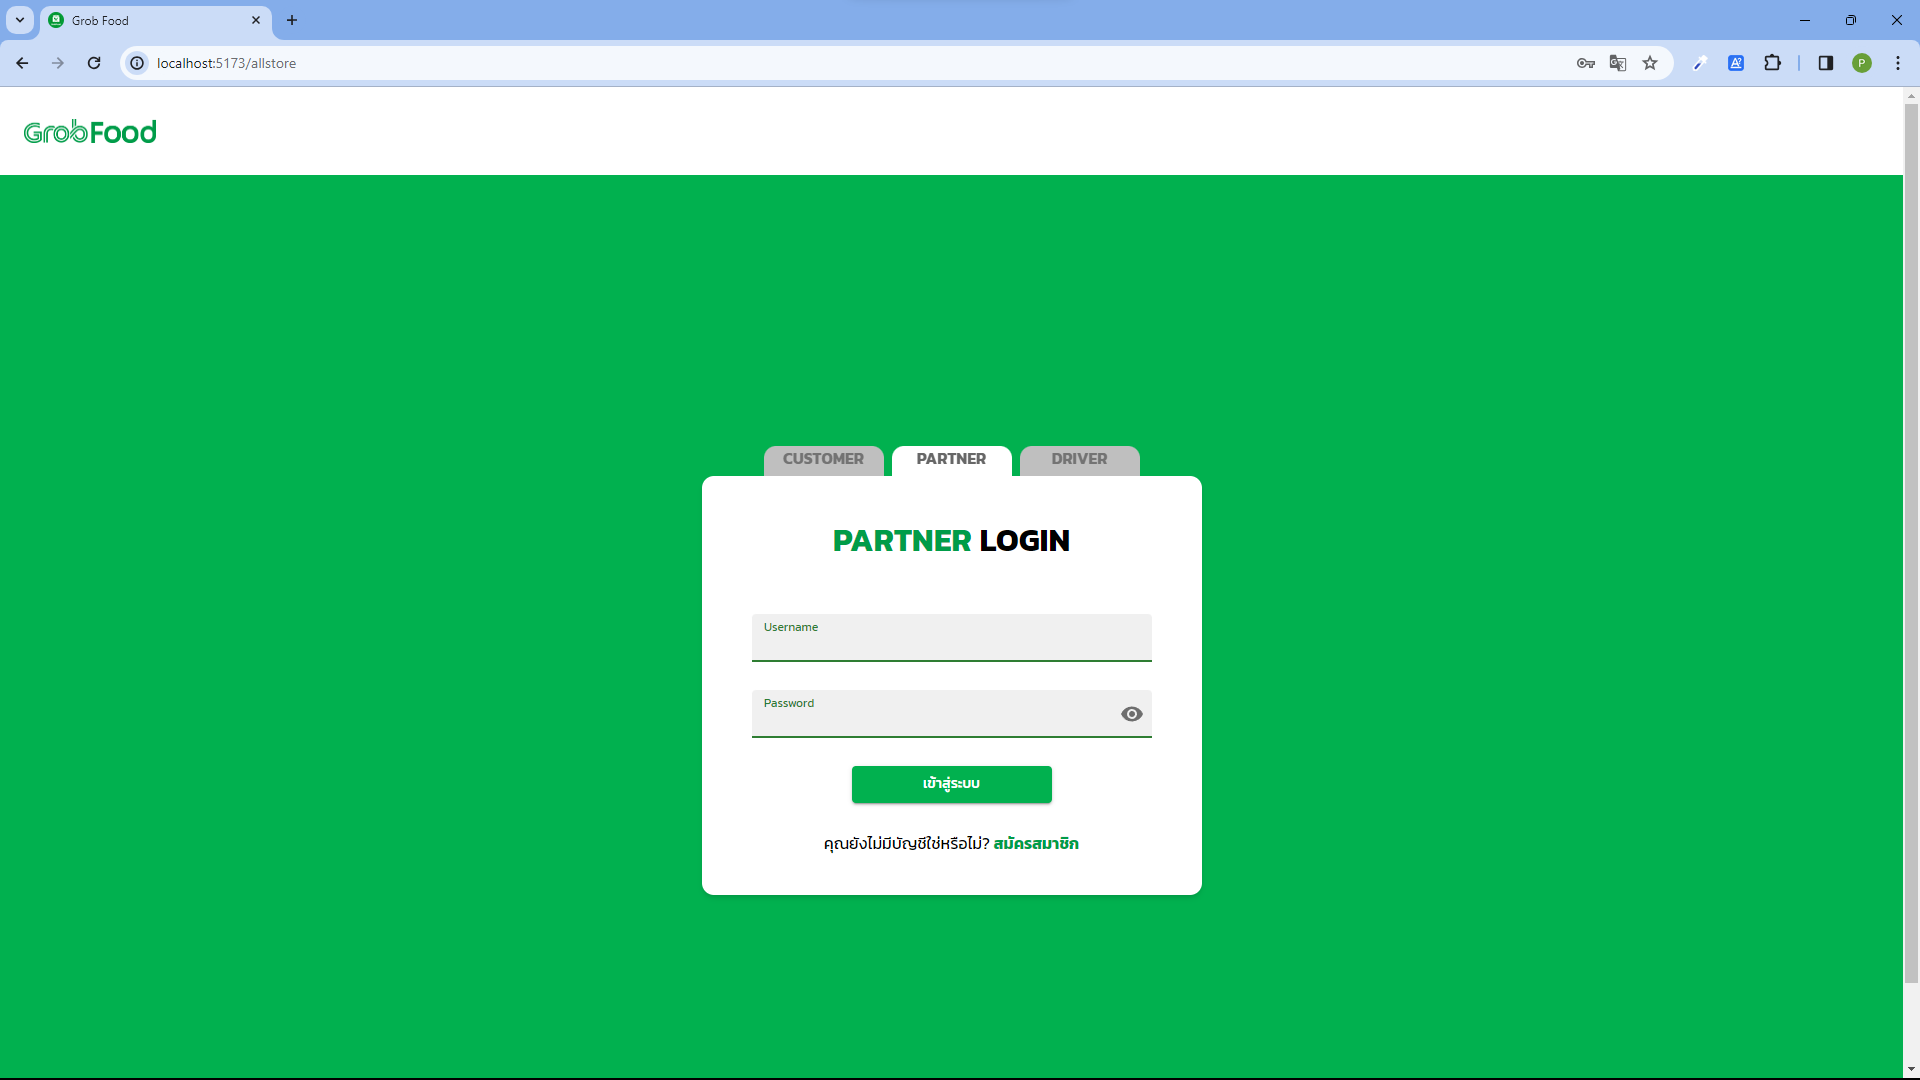 Grob Food
localhost:5173/allstore
P
GrobFood
CUSTOMER PARTNER DRIVER
PARTNER LOGIN
Username
Password
เข้าสู่ระบบ
คุณยังไม่มีบัญชีใช่หรือไม่? สมัครสมาชิก